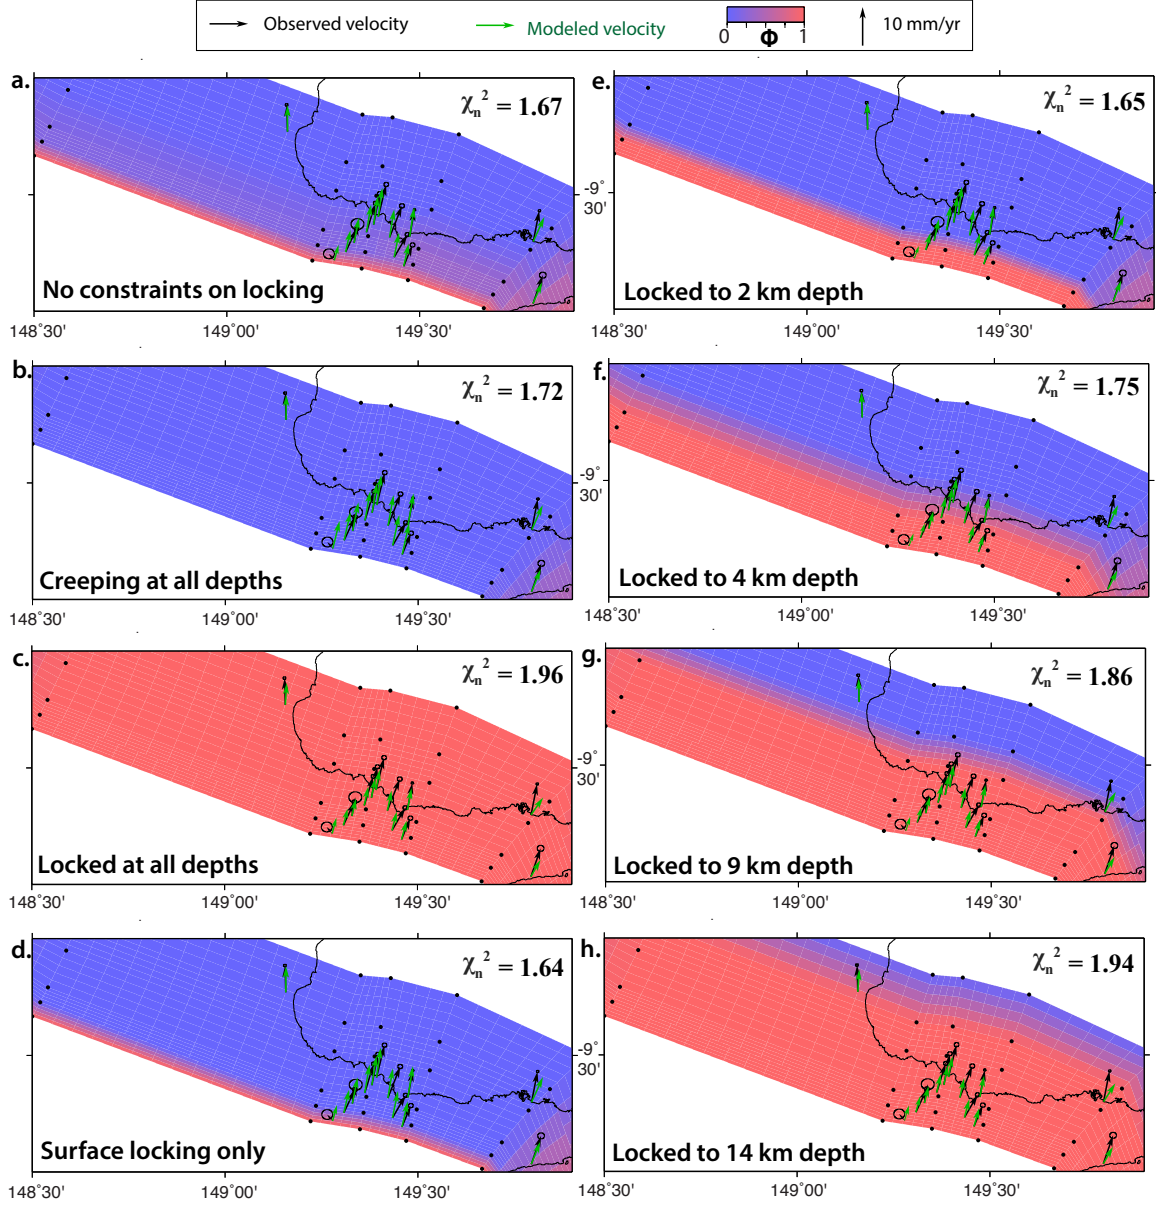 Observed velocity
Modeled velocity
0 Φ 1
10 mm/yr
a.
χn² = 1.67
No constraints on locking
148˚30' 149˚00' 149˚30'
-9˚
30'
e.
χn² = 1.65
Locked to 2 km depth
148˚30' 149˚00' 149˚30'
b.
χn² = 1.72
Creeping at all depths
148˚30' 149˚00' 149˚30'
-9˚
30'
f.
χn² = 1.75
Locked to 4 km depth
148˚30' 149˚00' 149˚30'
c.
χn² = 1.96
Locked at all depths
148˚30' 149˚00' 149˚30'
-9˚
30'
g.
χn² = 1.86
Locked to 9 km depth
148˚30' 149˚00' 149˚30'
d.
χn² = 1.64
Surface locking only
148˚30' 149˚00' 149˚30'
-9˚
30'
h.
χn² = 1.94
Locked to 14 km depth
148˚30' 149˚00' 149˚30'